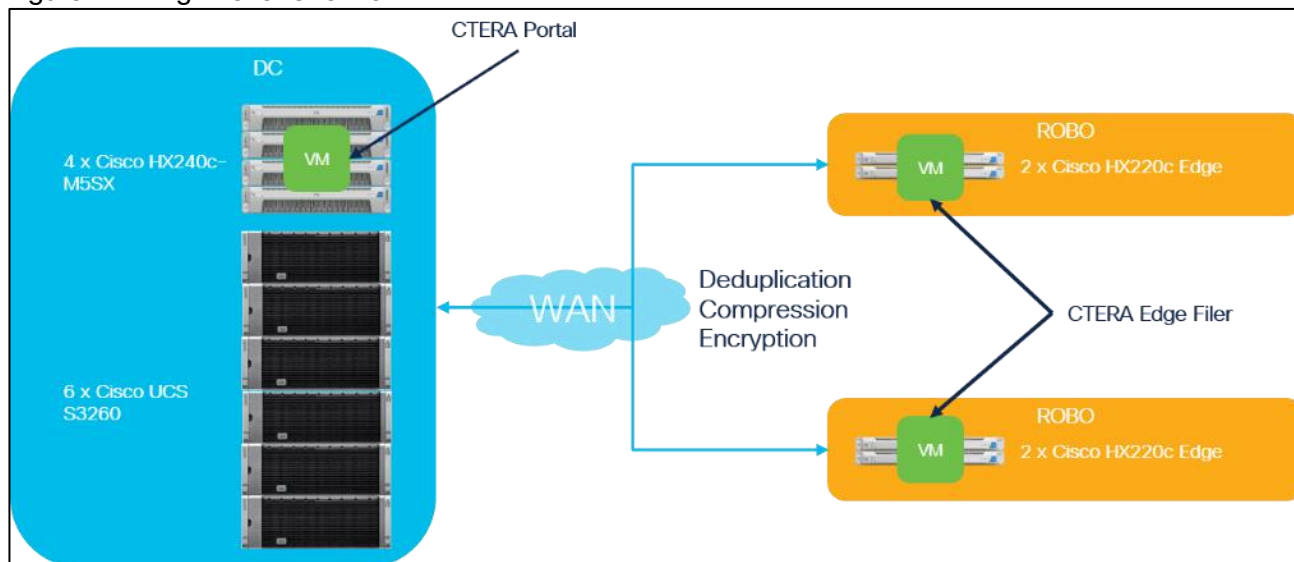 CTERA Portal
DC
4 x Cisco HX240c-
M5SX
VM
6 x Cisco UCS
S3260
WAN
Deduplication
Compression
Encryption
ROBO
2 x Cisco HX220c Edge
VM
CTERA Edge Filer
ROBO
2 x Cisco HX220c Edge
VM